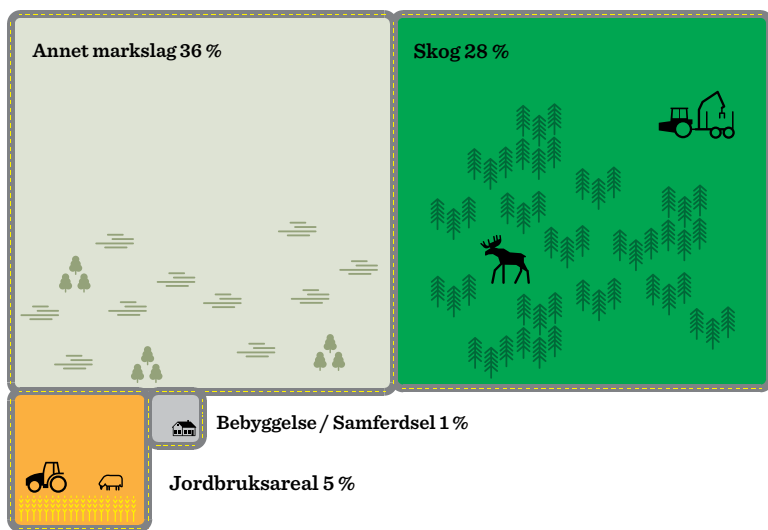 Annet markslag 36 %
Skog 28 %
Bebyggelse / Samferdsel 1 %
Jordbruksareal 5 %